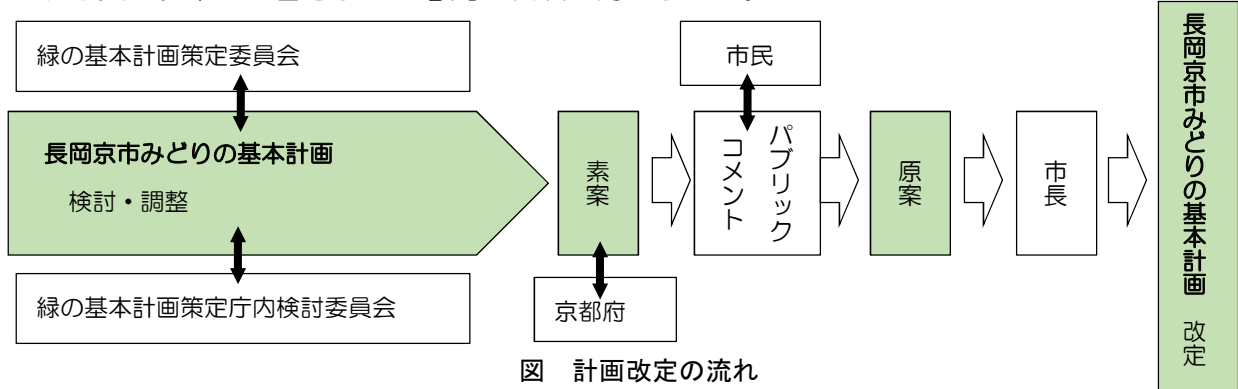 緑の基本計画策定委員会
長岡京市みどりの基本計画
検討・調整
緑の基本計画策定庁内検討委員会
素案
京都府
市民
パブリック
コメント
原案
市長
長岡京市みどりの基本計画 改定
図 計画改定の流れ